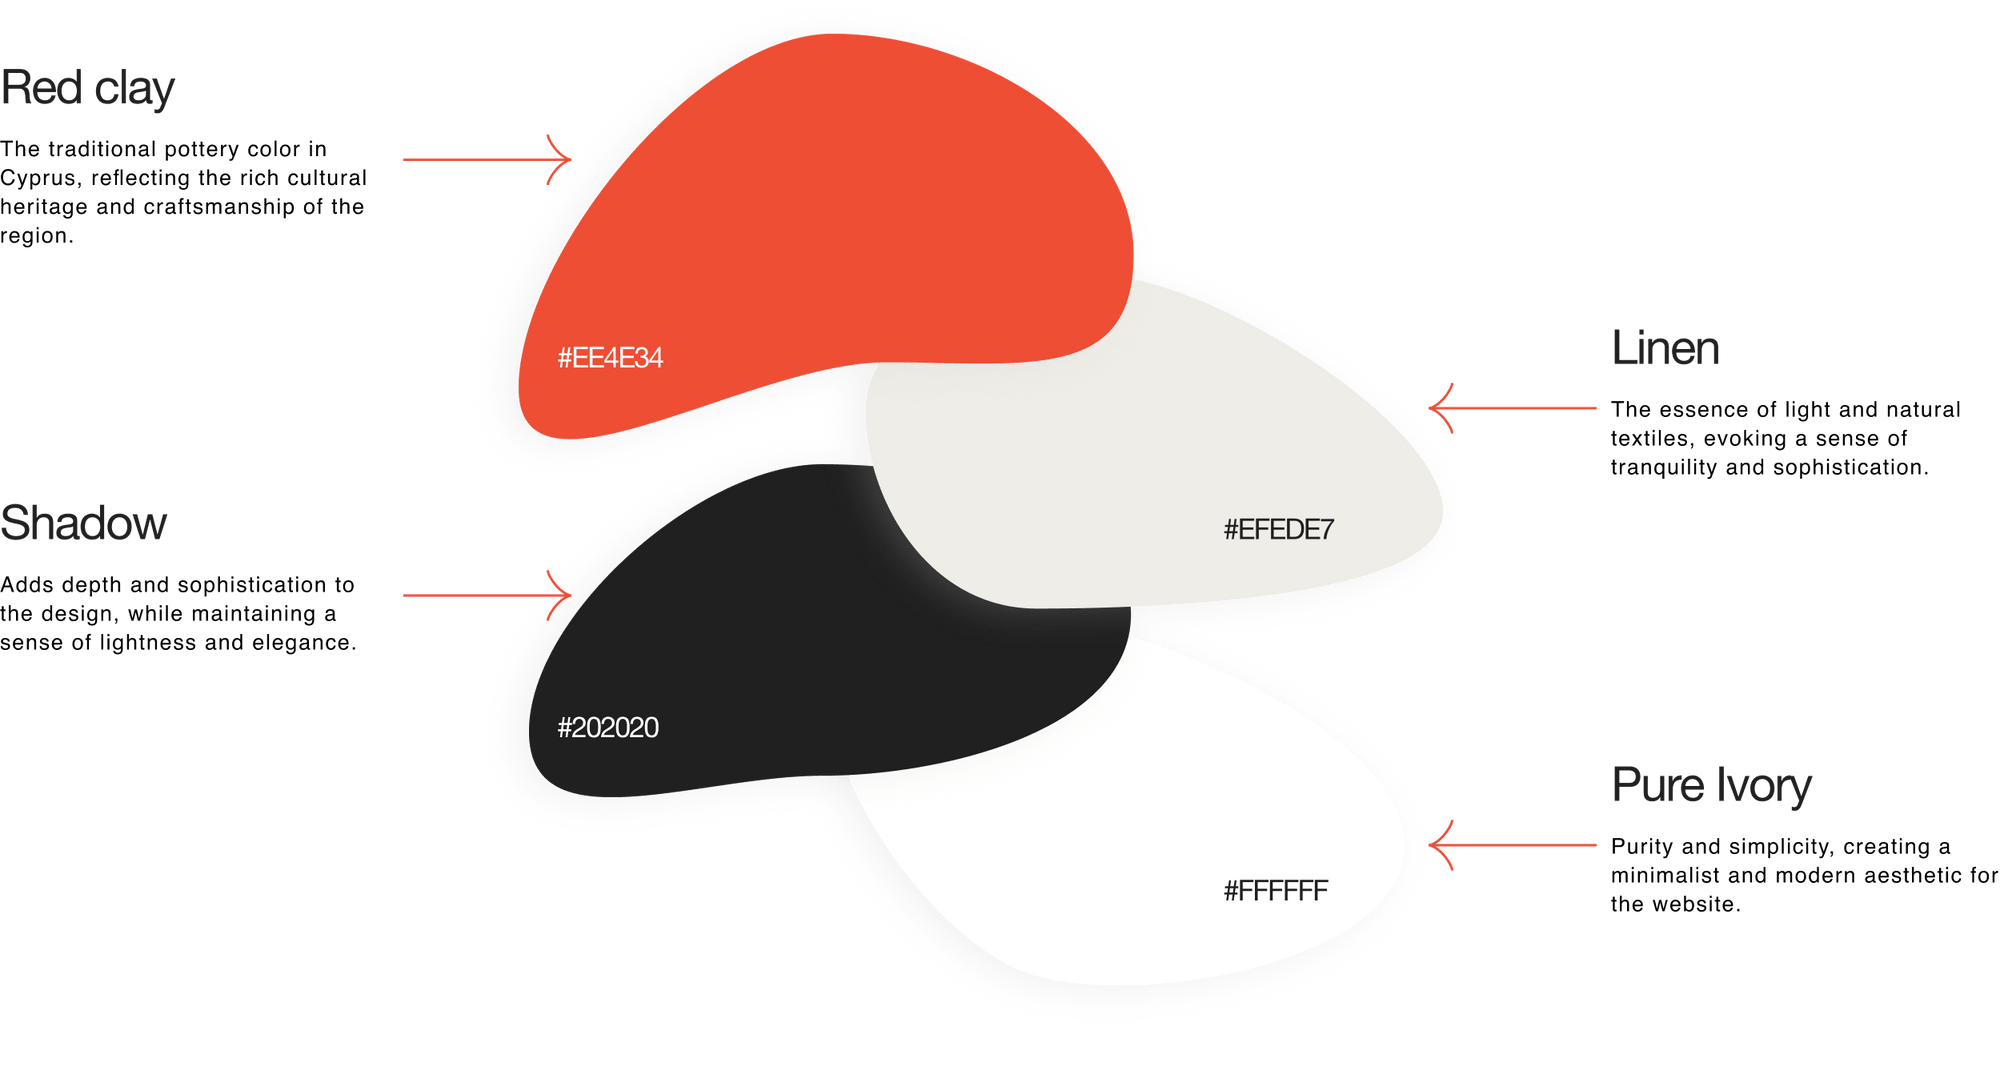 Red clay
The traditional pottery color in
Cyprus, reflecting the rich cultural
heritage and craftsmanship of the
region.
#EE4E34
Linen
The essence of light and natural
textiles, evoking a sense of
tranquility and sophistication.
#EFEDE7
Shadow
Adds depth and sophistication to
the design, while maintaining a
sense of lightness and elegance.
#202020
Pure Ivory
Purity and simplicity, creating a
minimalist and modern aesthetic for
the website.
#FFFFFF